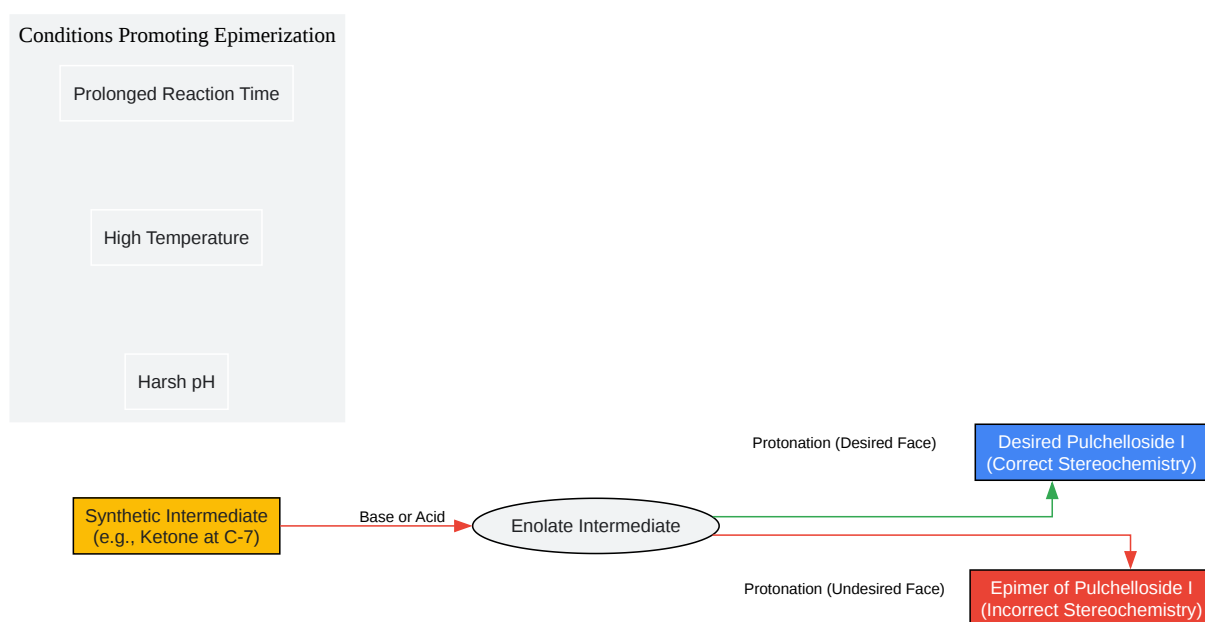 Conditions Promoting Epimerization
Prolonged Reaction Time
High Temperature
Harsh pH
Protonation (Desired Face)
Desired Pulchelloside I
(Correct Stereochemistry)
Synthetic Intermediate
(e.g., Ketone at C-7)
Base or Acid
Enolate Intermediate
Protonation (Undesired Face)
Epimer of Pulchelloside I
(Incorrect Stereochemistry)